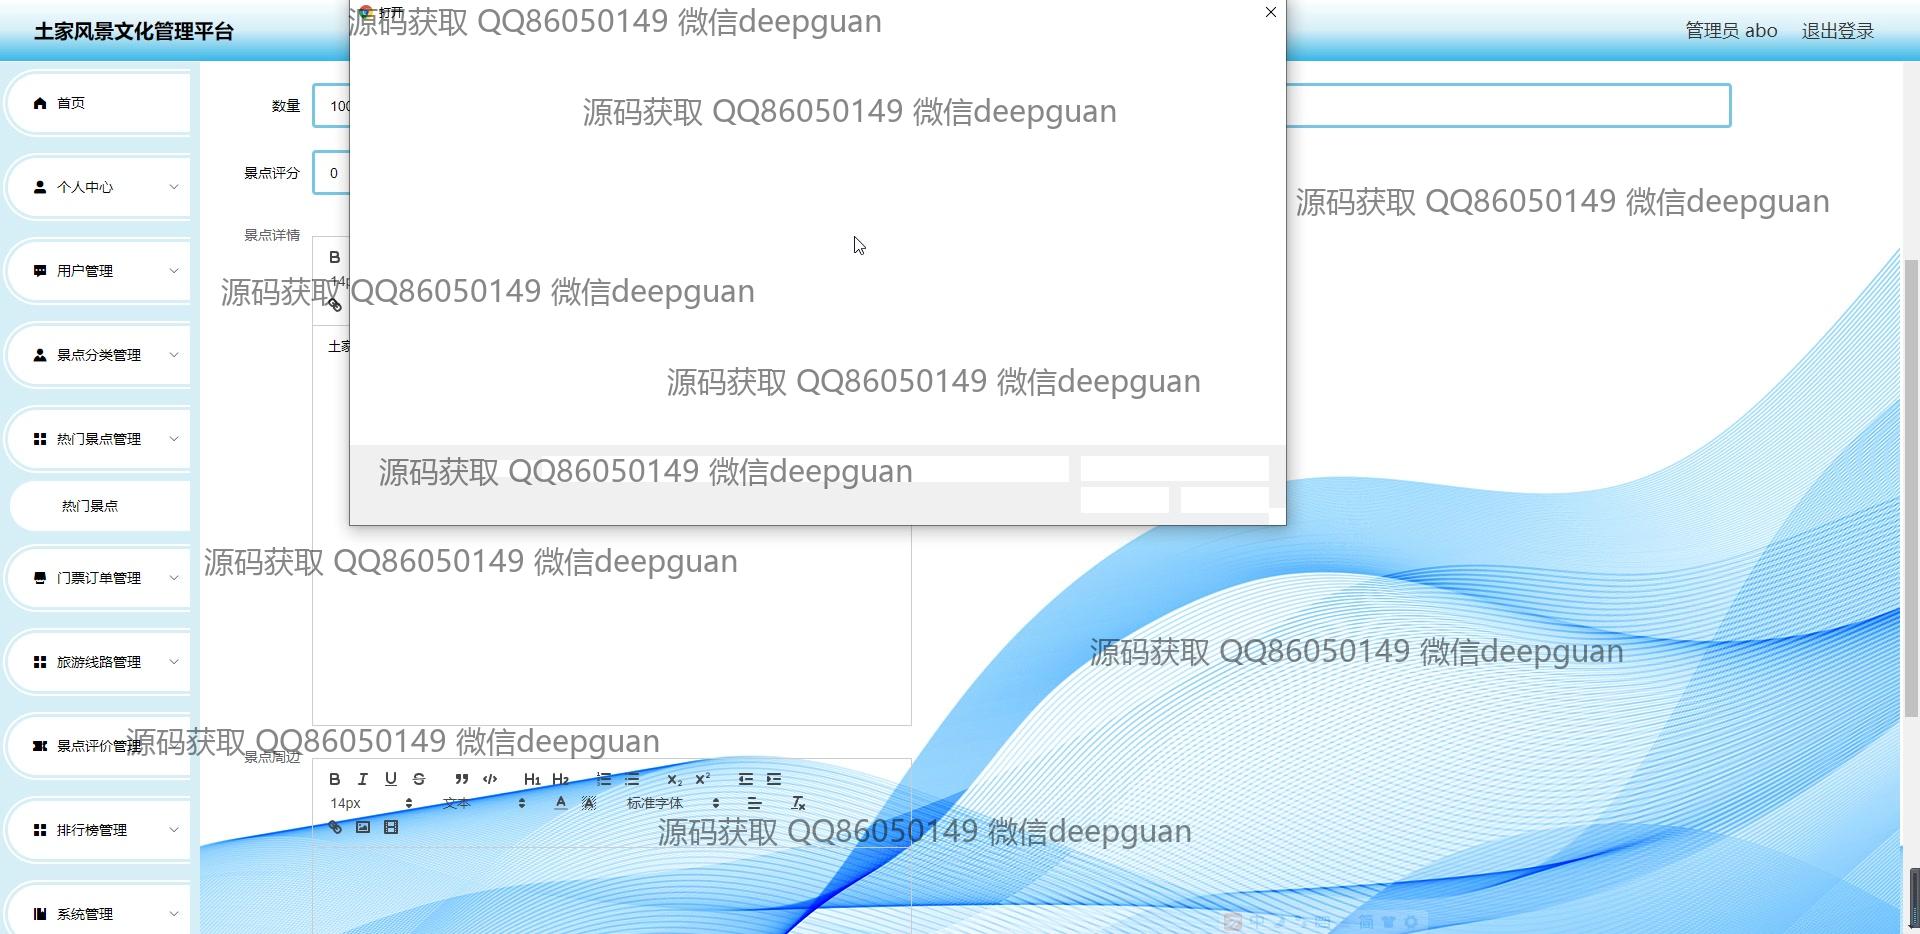 土家风景文化管理平台
打开
管理员 abo
退出登录
源码获取 QQ86050149 微信deepguan
首页
数量
源码获取 QQ86050149 微信deepguan
景点评分
0
个人中心
源码获取 QQ86050149 微信deepguan
景点详情
B
用户管理
14p
源码获取 QQ86050149 微信deepguan
土家
景点分类管理
源码获取 QQ86050149 微信deepguan
热门景点管理
源码获取 QQ86050149 微信deepguan
热门景点
源码获取 QQ86050149 微信deepguan
门票订单管理
源码获取 QQ86050149 微信deepguan
旅游线路管理
景点评价管理
源码获取 QQ86050149 微信deepguan
景点周边
B I U S H1 H2 X2 X2
14px 文本 A A 标准字体 Tx
源码获取 QQ86050149 微信deepguan
排行榜管理
系统管理
中 简